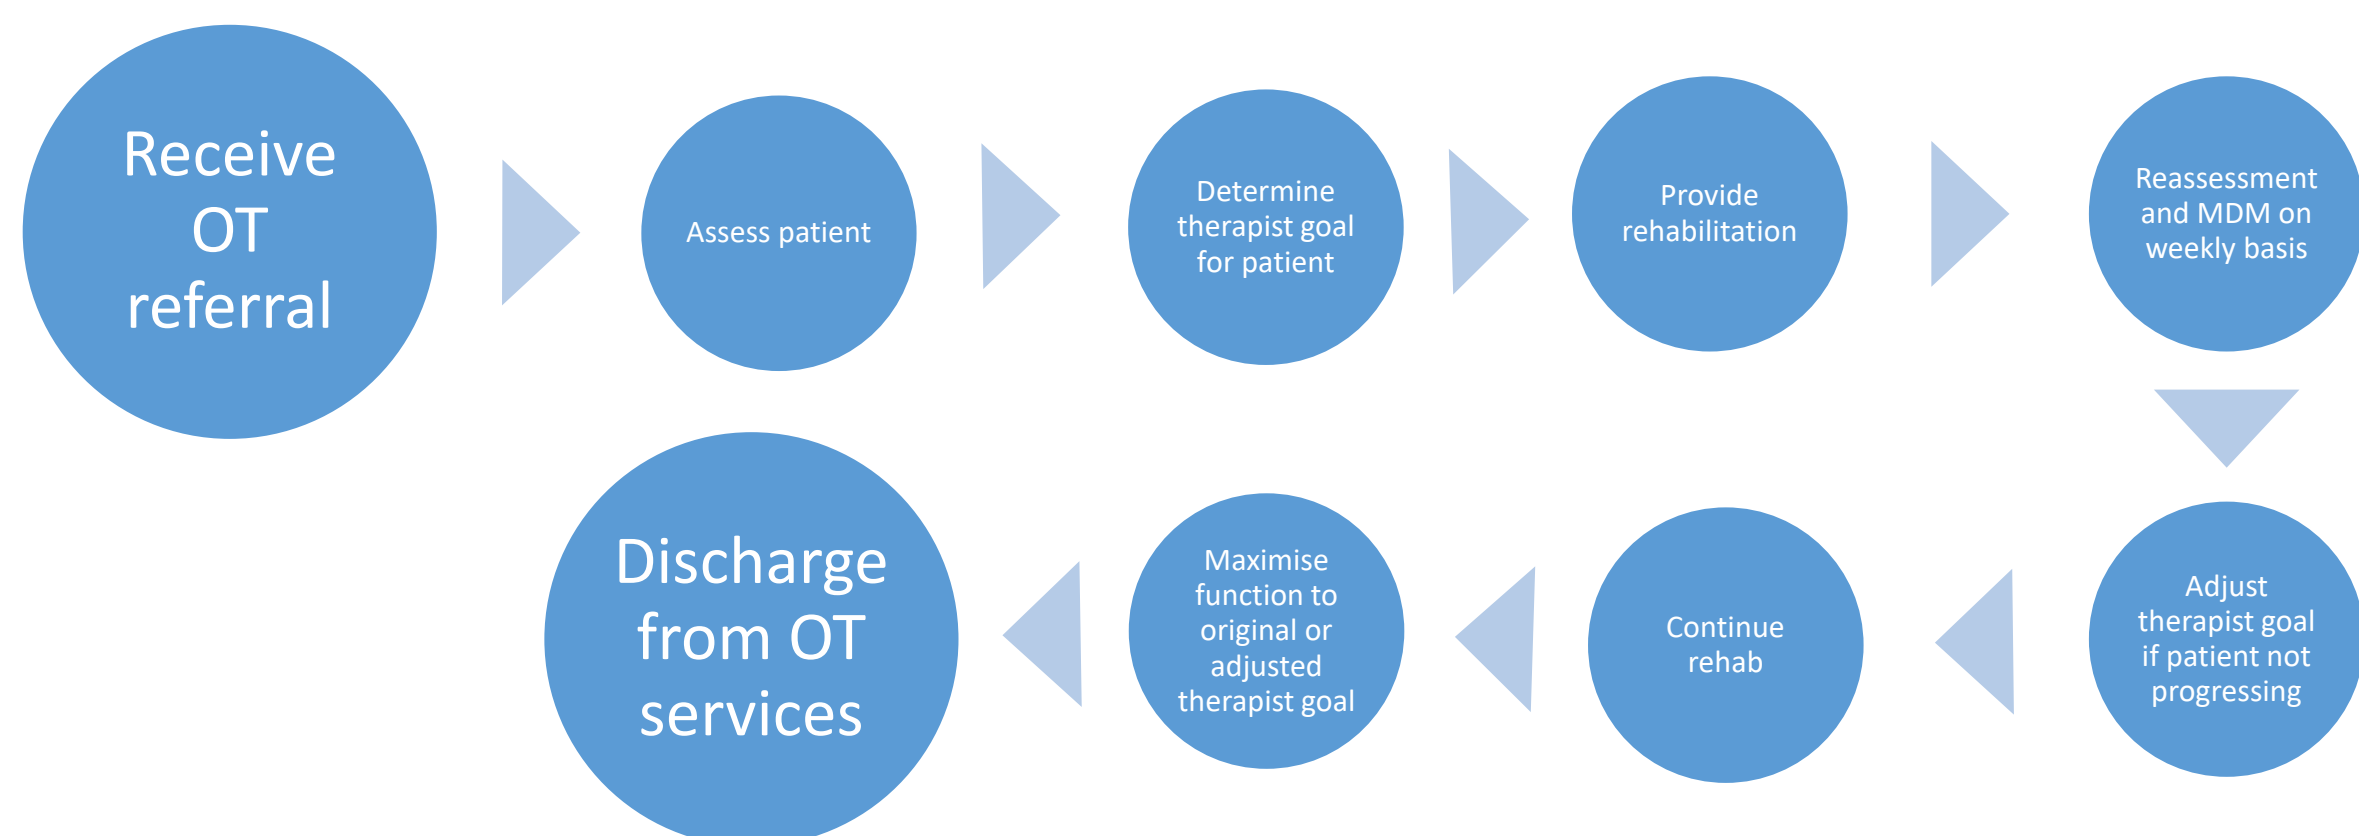 Receive
OT
referral
Assess patient
Determine
therapist goal
for patient
Provide
rehabilitation
Reassessment
and MDM on
weekly basis
Adjust
therapist goal
if patient not
progressing
Continue
rehab
Maximise
function to
original or
adjusted
therapist goal
Discharge
from OT
services